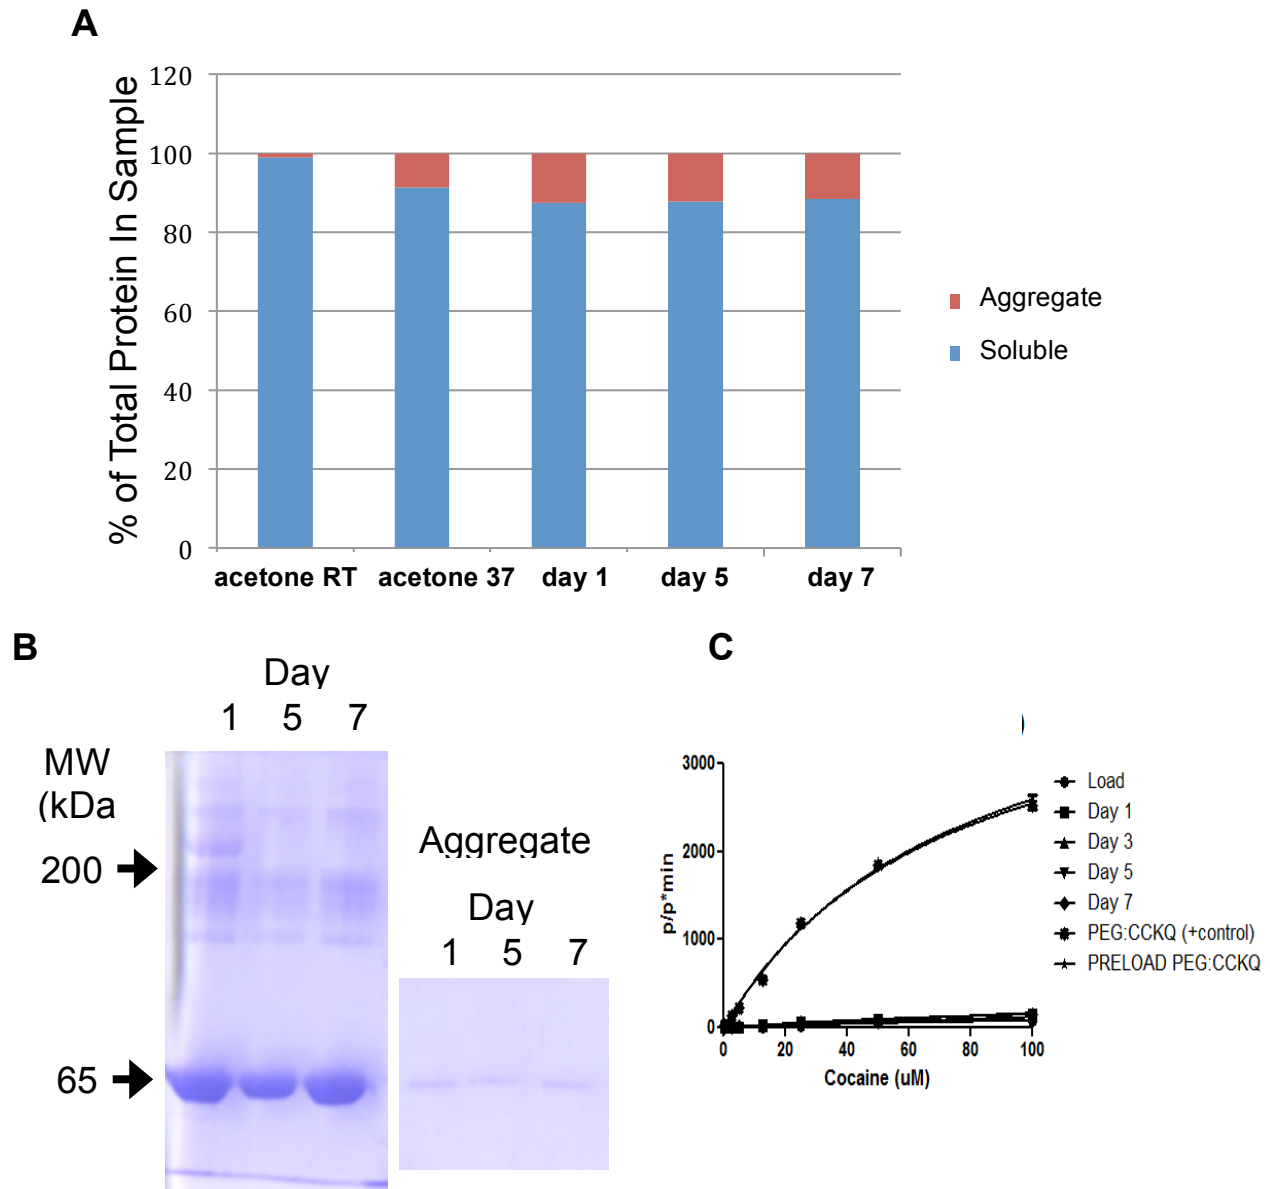 A
% of Total Protein In Sample
120
100
80
60
40
20
0
acetone RT
acetone 37
day 1
day 5
day 7
Aggregate
Soluble
B
Day
1 5 7
MW
(kDa
200
65
Aggregate
Day
1 5 7
C
)
p/p*min
3000
2000
1000
0
0 20 40 60 80 100
Cocaine (uM)
Load
Day 1
Day 3
Day 5
Day 7
PEG:CCKQ (+control)
PRELOAD PEG:CCKQ